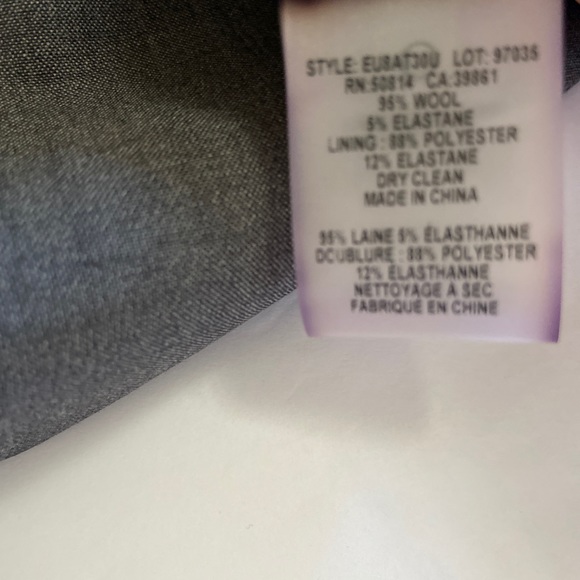 STYLE: EU8AT30U LOT: 97035
RN:50814 CA:39861
95% WOOL
5% ELASTANE
LINING : 88% POLYESTER
12% ELASTANE
DRY CLEAN
MADE IN CHINA
95% LAINE 5% ÉLASTHANNE
DOUBLURE : 88% POLYESTER
12% ÉLASTHANNE
NETTOYAGE A SEC
FABRIQUÉ EN CHINE